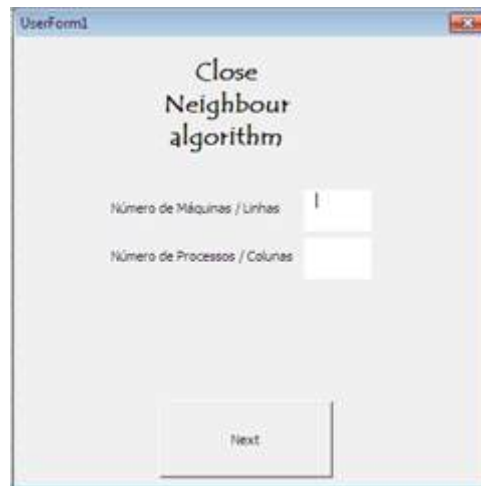 UserForm1
Close
Neighbour
algorithm
Número de Máquinas / Linhas
Número de Processos / Colunas
Next